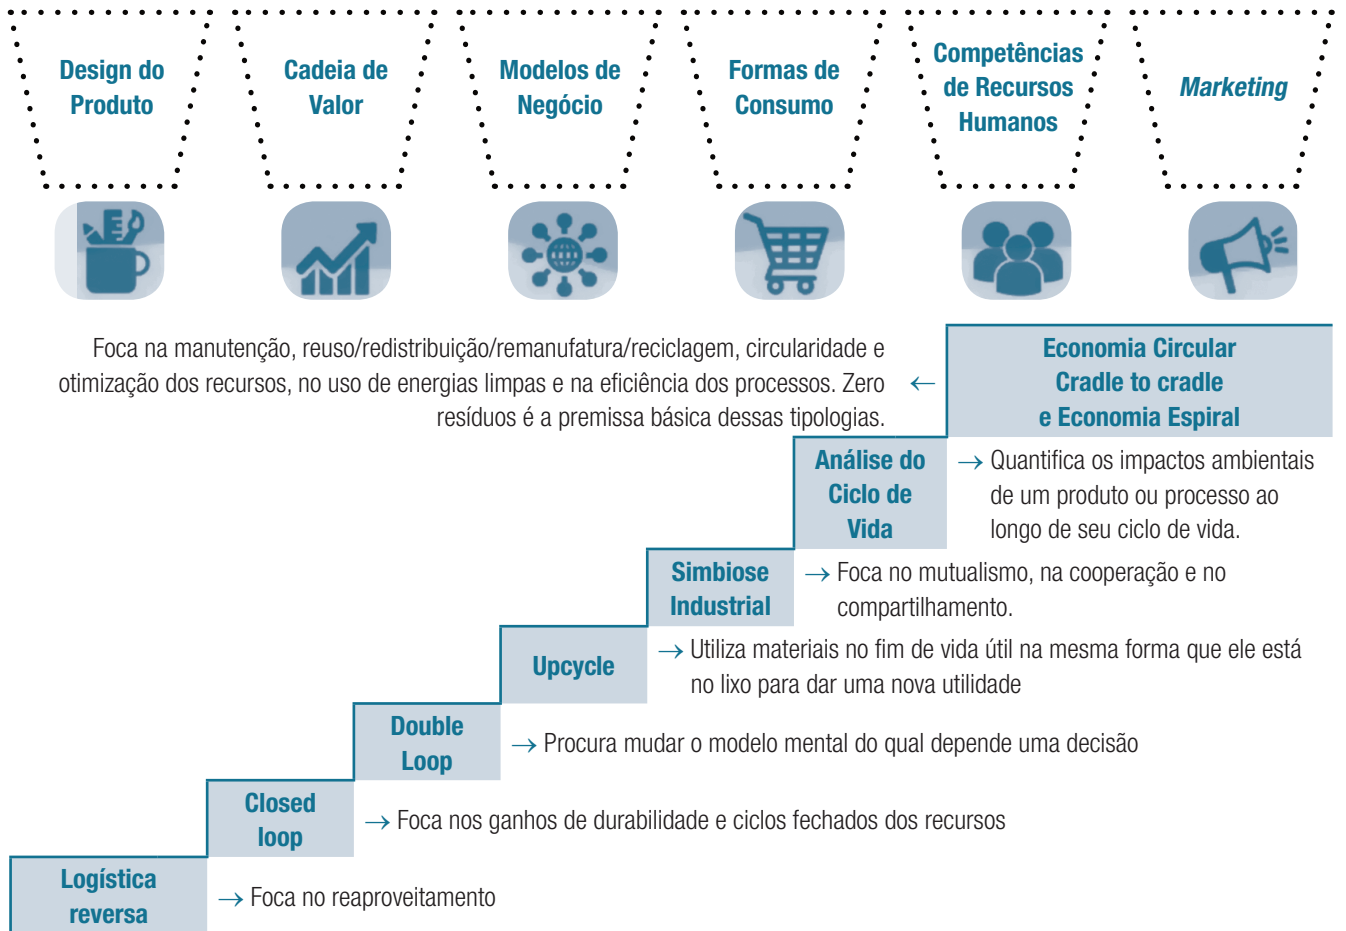 Design do
Produto
Cadeia de
Valor
Modelos de
Negócio
Formas de
Consumo
Competências
de Recursos
Humanos
Marketing
Foca na manutenção, reuso/redistribuição/remanufatura/reciclagem, circularidade e
otimização dos recursos, no uso de energias limpas e na eficiência dos processos. Zero
resíduos é a premissa básica dessas tipologias.
←
Economia Circular
Cradle to cradle
e Economia Espiral
Análise do
Ciclo de
Vida
→ Quantifica os impactos ambientais
de um produto ou processo ao
longo de seu ciclo de vida.
Simbiose
Industrial
→ Foca no mutualismo, na cooperação e no
compartilhamento.
Upcycle
→ Utiliza materiais no fim de vida útil na mesma forma que ele está
no lixo para dar uma nova utilidade
Double
Loop
→ Procura mudar o modelo mental do qual depende uma decisão
Closed
loop
→ Foca nos ganhos de durabilidade e ciclos fechados dos recursos
Logística
reversa
→ Foca no reaproveitamento